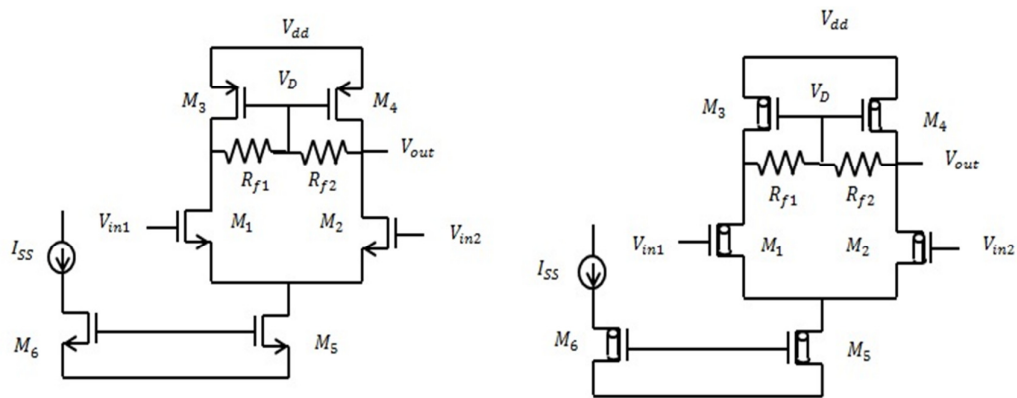 V_dd
V_D
M_3
M_4
V_out
R_f1
R_f2
V_in1
M_1
M_2
V_in2
I_SS
M_6
M_5
V_dd
V_D
M_3
M_4
V_out
R_f1
R_f2
V_in1
M_1
M_2
V_in2
I_SS
M_6
M_5